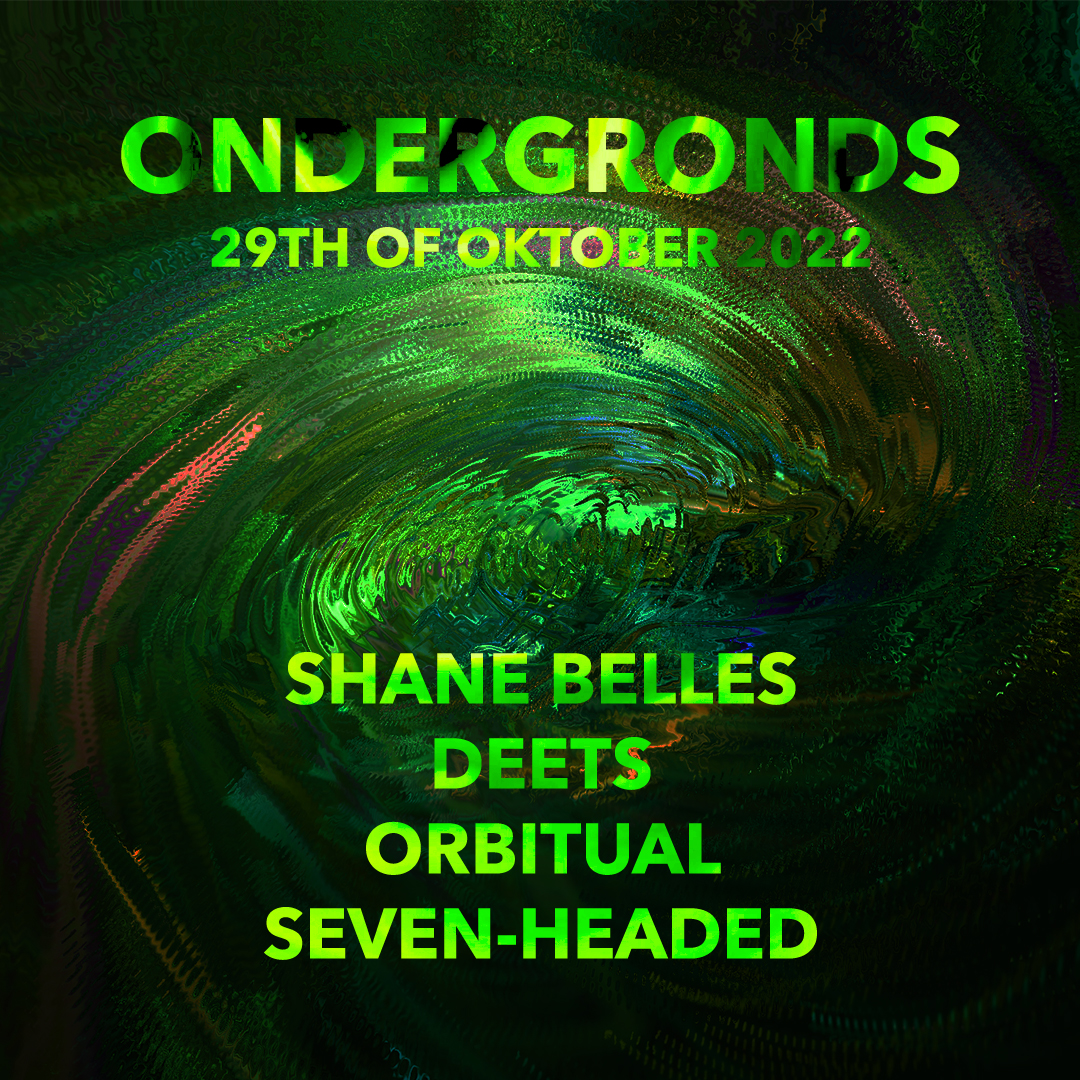 ONDERGRONDS
29TH OF OKTOBER 2022
SHANE BELLES
DEETS
ORBITUAL
SEVEN-HEADED